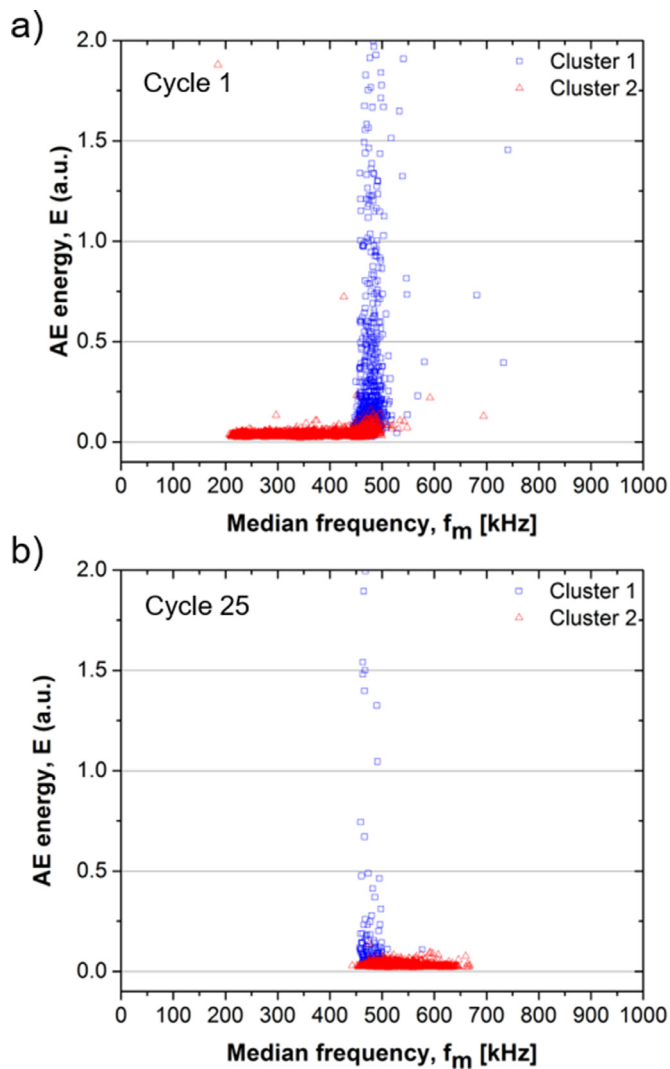 a)
2.0
Cycle 1
Cluster 1
Cluster 2
1.5
1.0
0.5
0.0
AE energy, E (a.u.)
0 100 200 300 400 500 600 700 800 900 1000
Median frequency, f_m [kHz]
b)
2.0
Cycle 25
Cluster 1
Cluster 2
1.5
1.0
0.5
0.0
AE energy, E (a.u.)
0 100 200 300 400 500 600 700 800 900 1000
Median frequency, f_m [kHz]